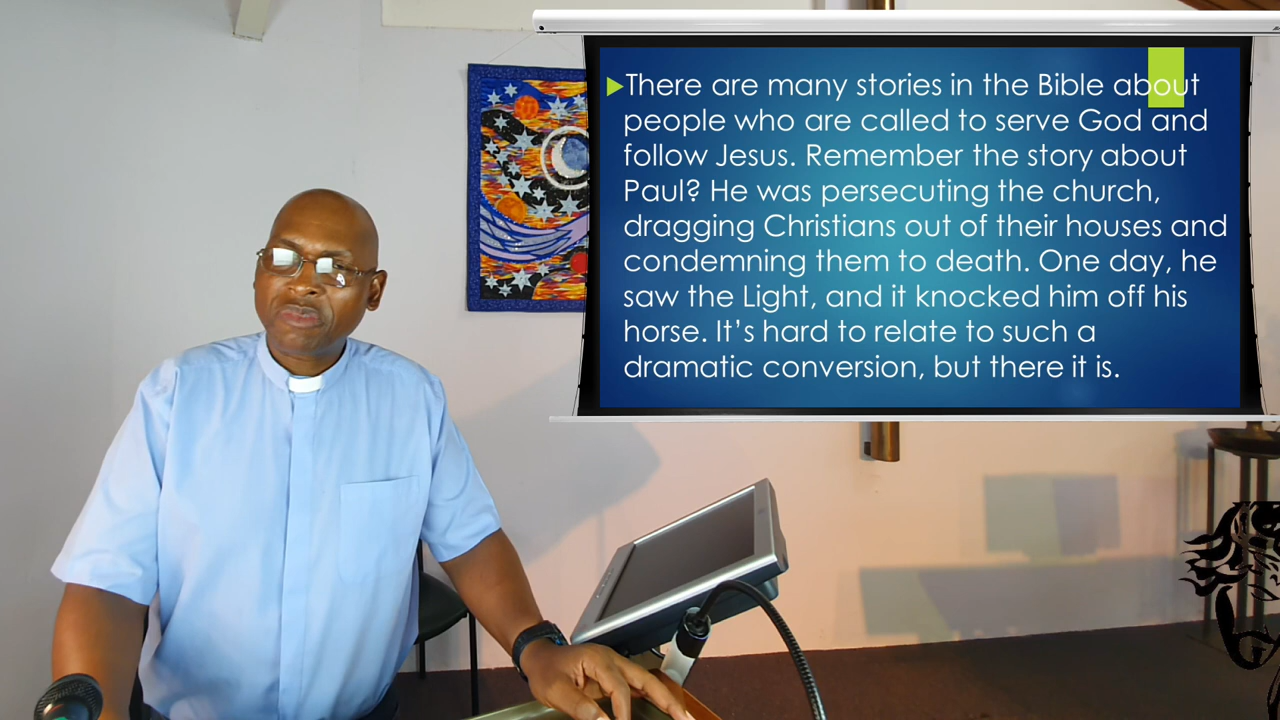 There are many stories in the Bible about
people who are called to serve God and
follow Jesus. Remember the story about
Paul? He was persecuting the church,
dragging Christians out of their houses and
condemning them to death. One day, he
saw the Light, and it knocked him off his
horse. It’s hard to relate to such a
dramatic conversion, but there it is.